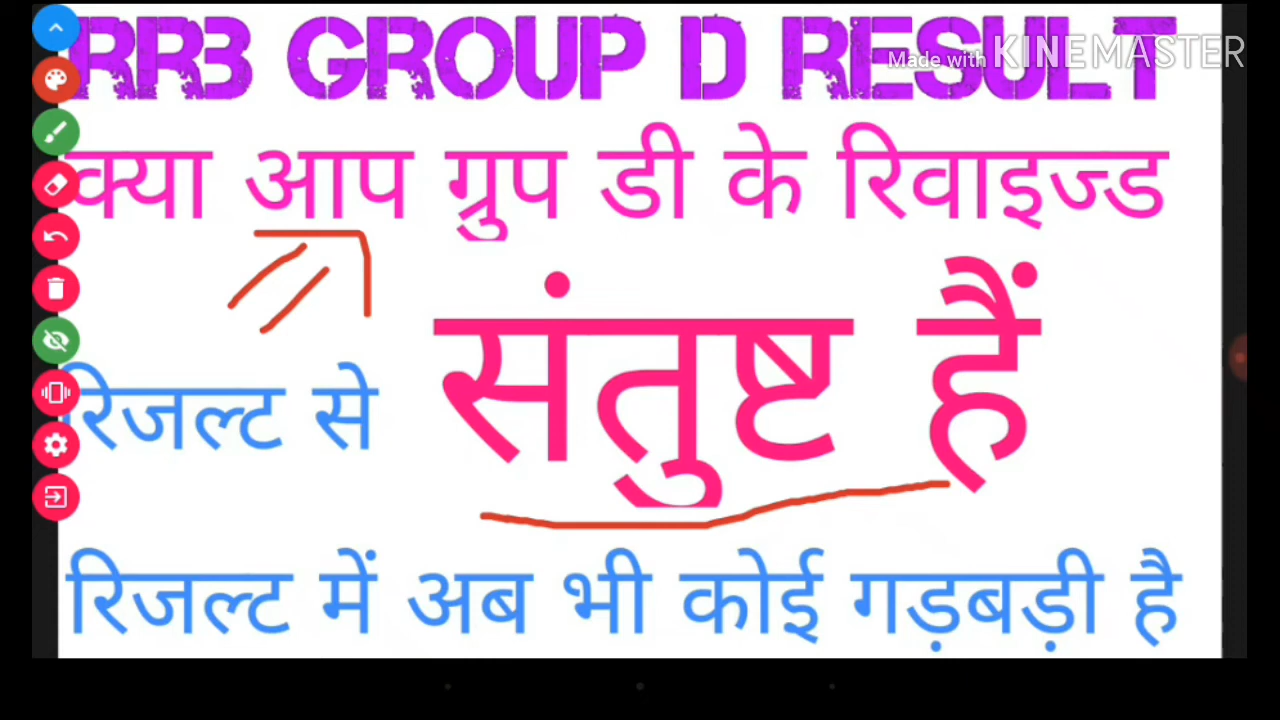 RRB GROUP D RESULT
Made with KINEMASTER
क्या आप ग्रुप डी के रिवाइज्ड
संतुष्ट हैं
रिजल्ट से
रिजल्ट में अब भी कोई गड़बड़ी है